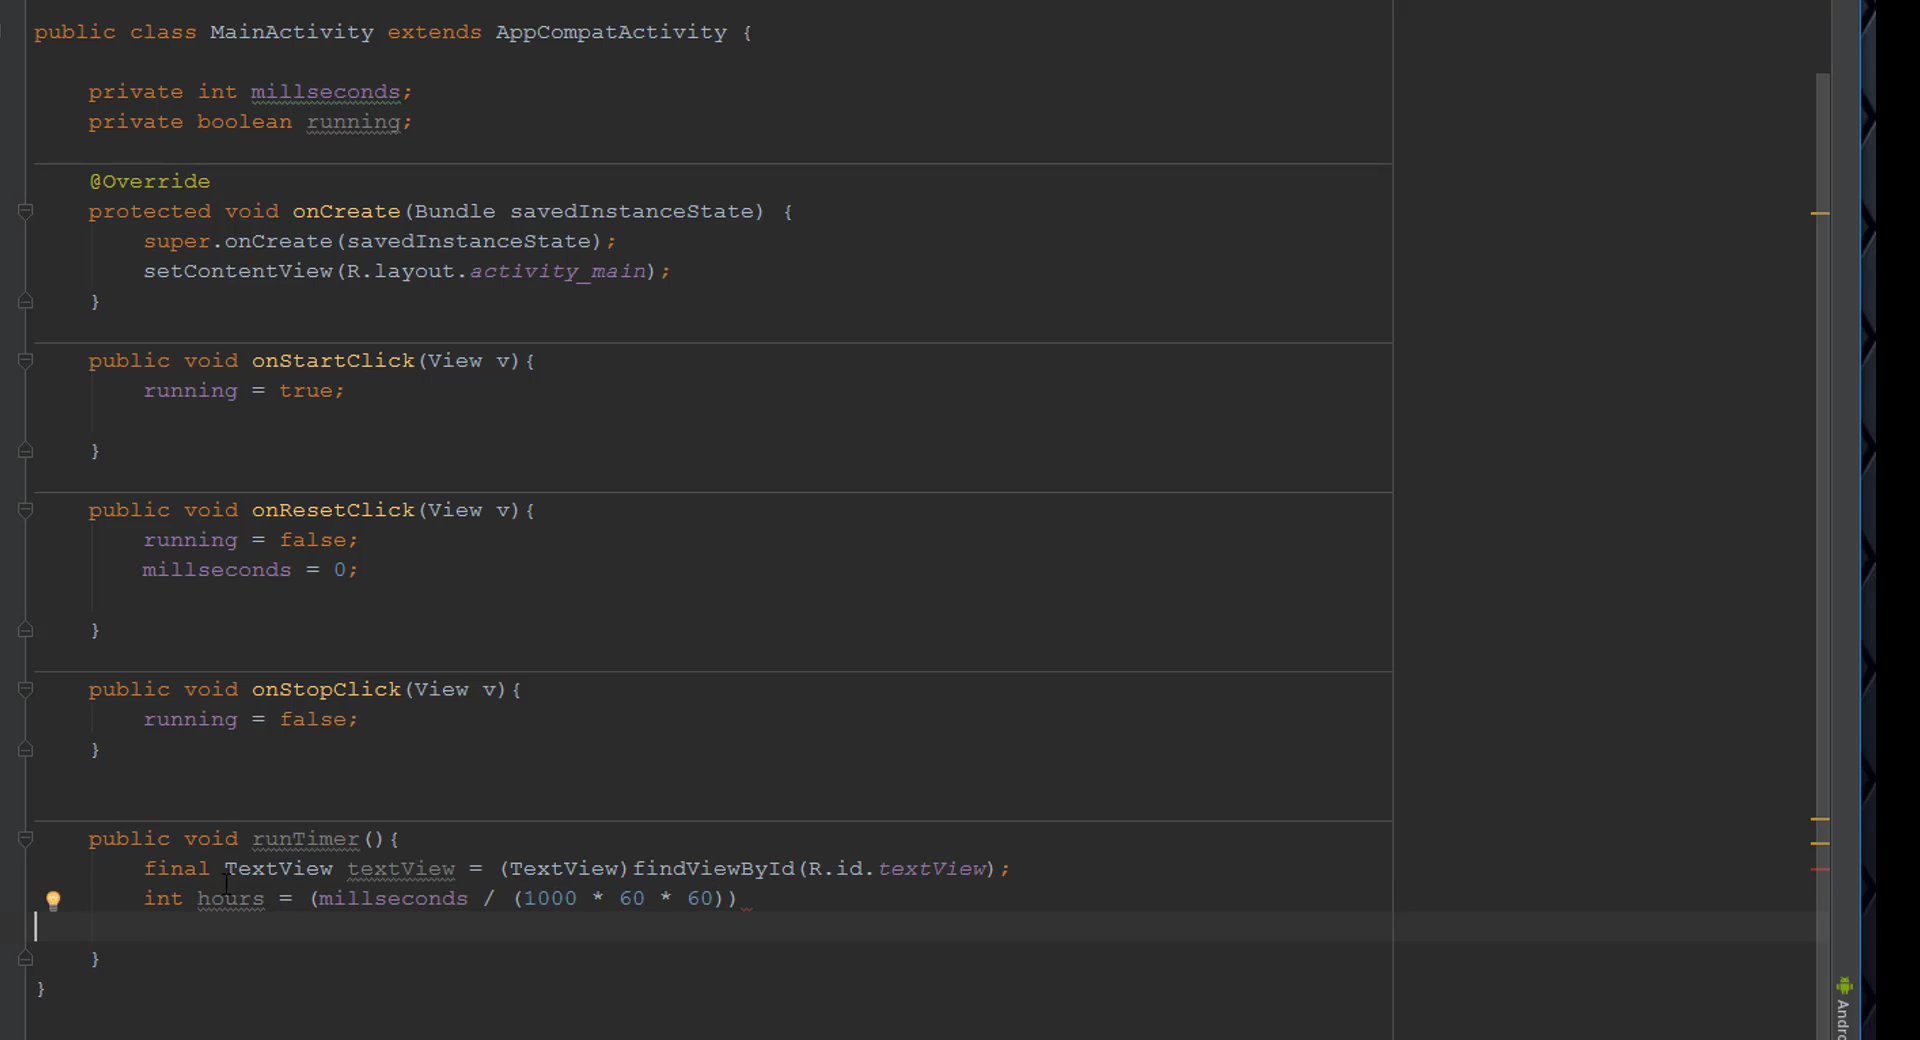 public class MainActivity extends AppCompatActivity {
private int millseconds;
private boolean running;
@Override
protected void onCreate(Bundle savedInstanceState) {
super.onCreate(savedInstanceState);
setContentView(R.layout.activity_main);
}
public void onStartClick(View v){
running = true;
}
public void onResetClick(View v){
running = false;
millseconds = 0;
}
public void onStopClick(View v){
running = false;
}
public void runTimer(){
final TextView textView = (TextView)findViewById(R.id.textView);
int hours = (millseconds / (1000 * 60 * 60))
}
}